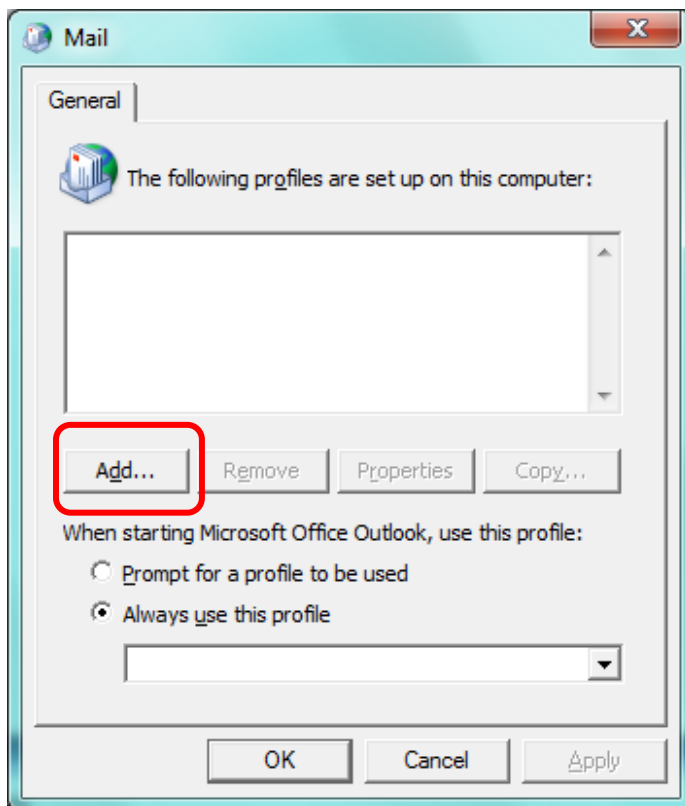 Mail
General
The following profiles are set up on this computer:
Add... Remove Properties Copy...
When starting Microsoft Office Outlook, use this profile:
Prompt for a profile to be used
Always use this profile
OK Cancel Apply